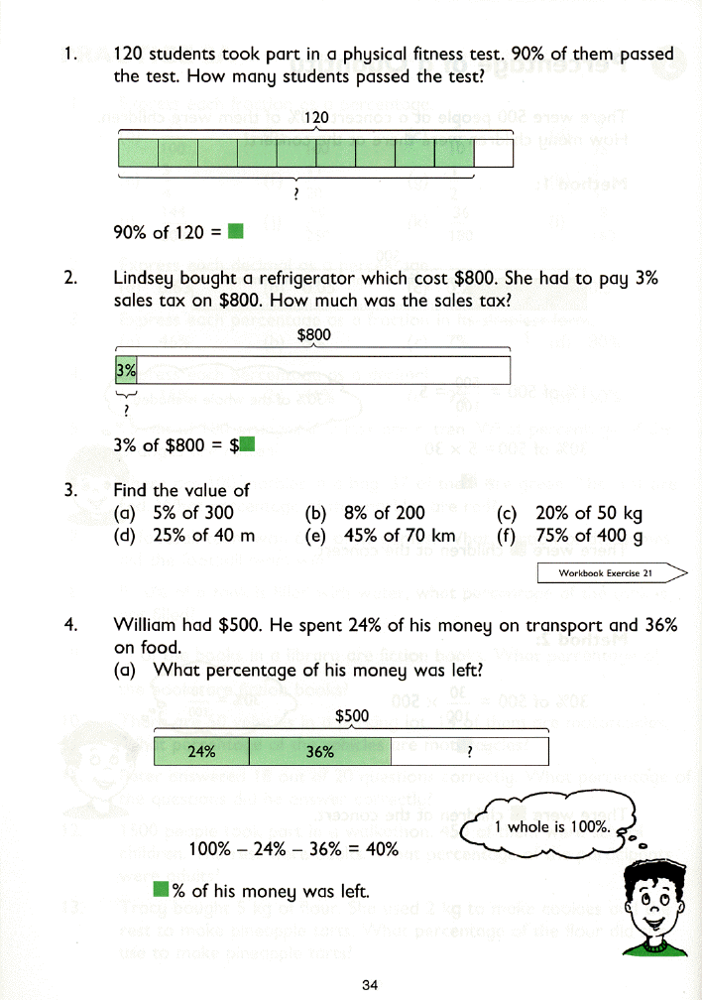 1. 120 students took part in a physical fitness test. 90% of them passed
the test. How many students passed the test?
120
?
90% of 120 =
2. Lindsey bought a refrigerator which cost $800. She had to pay 3%
sales tax on $800. How much was the sales tax?
$800
3%
?
3% of $800 = $
3. Find the value of
(a) 5% of 300 (b) 8% of 200 (c) 20% of 50 kg
(d) 25% of 40 m (e) 45% of 70 km (f) 75% of 400 g
Workbook Exercise 21
4. William had $500. He spent 24% of his money on transport and 36%
on food.
(a) What percentage of his money was left?
$500
24% 36% ?
1 whole is 100%.
100% − 24% − 36% = 40%
% of his money was left.
34